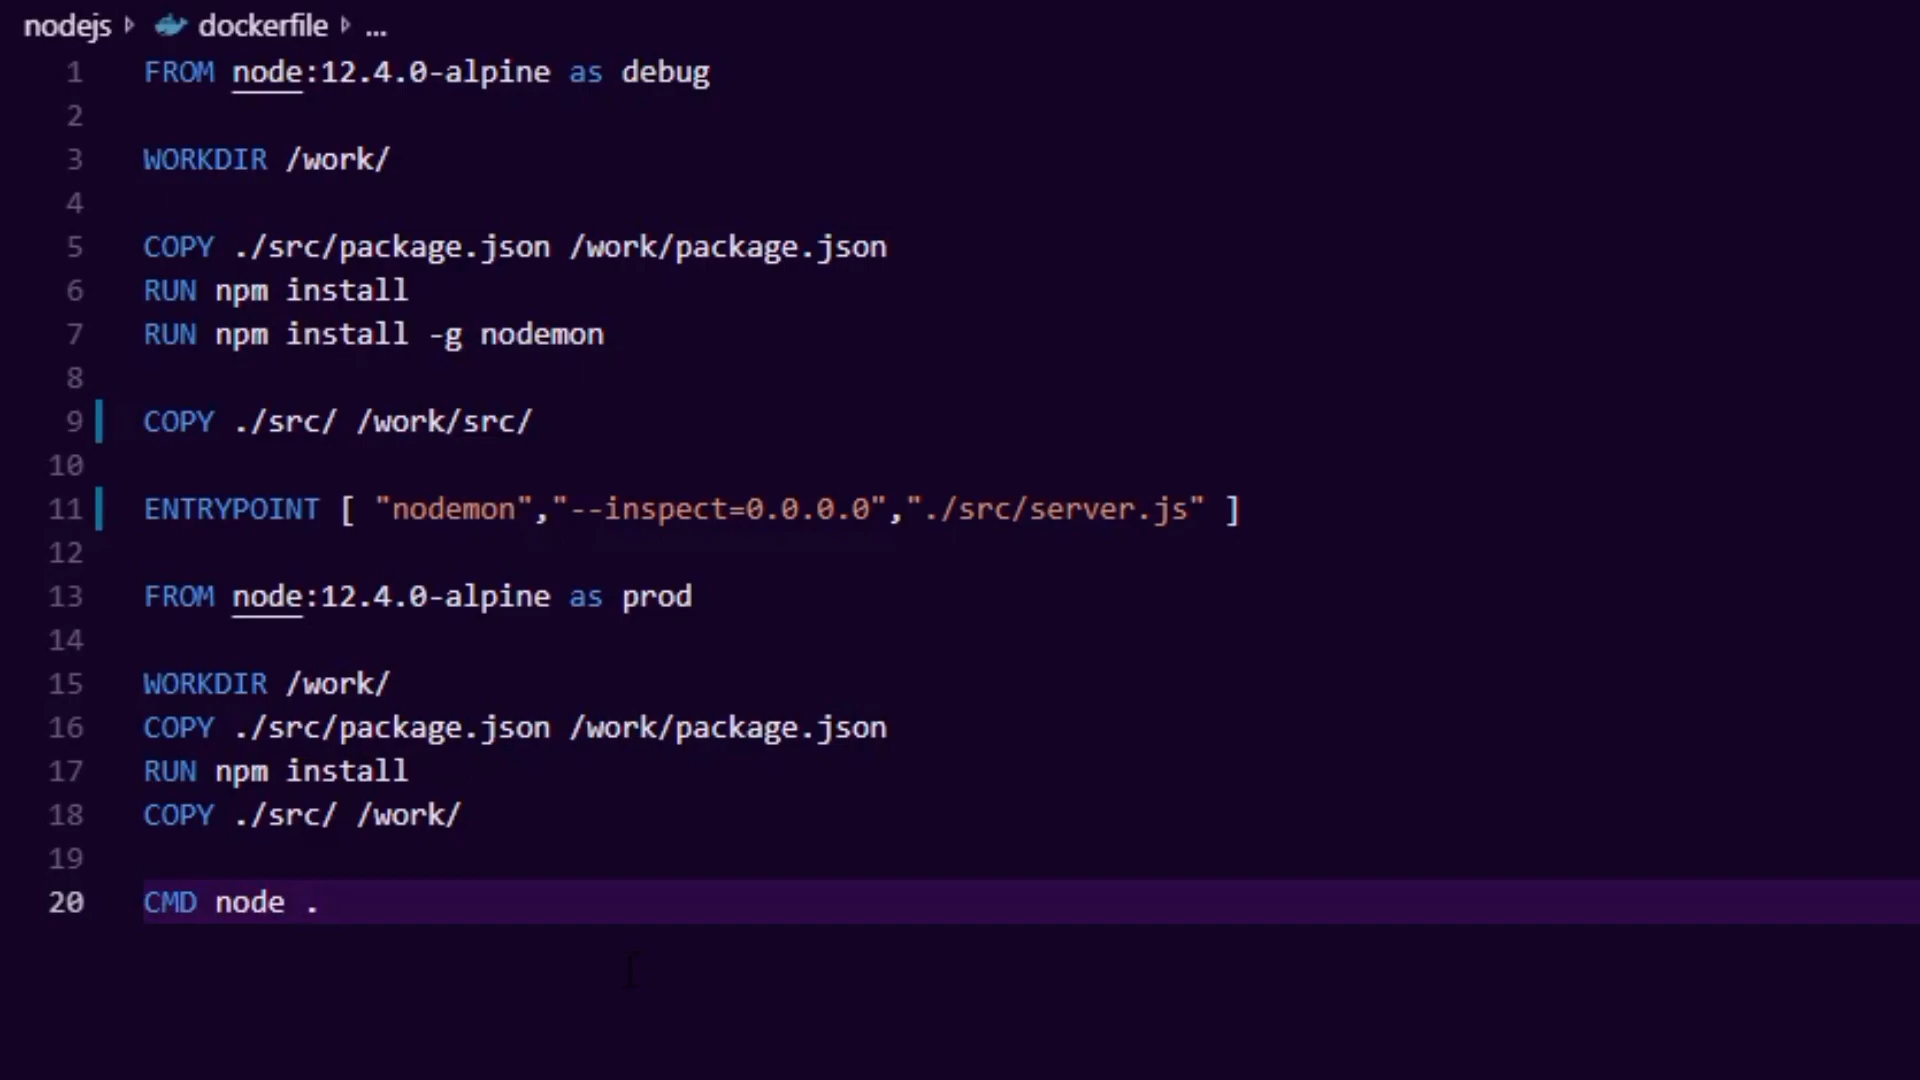 nodejs dockerfile ...
1 FROM node:12.4.0-alpine as debug
2
3 WORKDIR /work/
4
5 COPY ./src/package.json /work/package.json
6 RUN npm install
7 RUN npm install -g nodemon
8
9 COPY ./src/ /work/src/
10
11 ENTRYPOINT [ "nodemon","--inspect=0.0.0.0","./src/server.js" ]
12
13 FROM node:12.4.0-alpine as prod
14
15 WORKDIR /work/
16 COPY ./src/package.json /work/package.json
17 RUN npm install
18 COPY ./src/ /work/
19
20 CMD node .